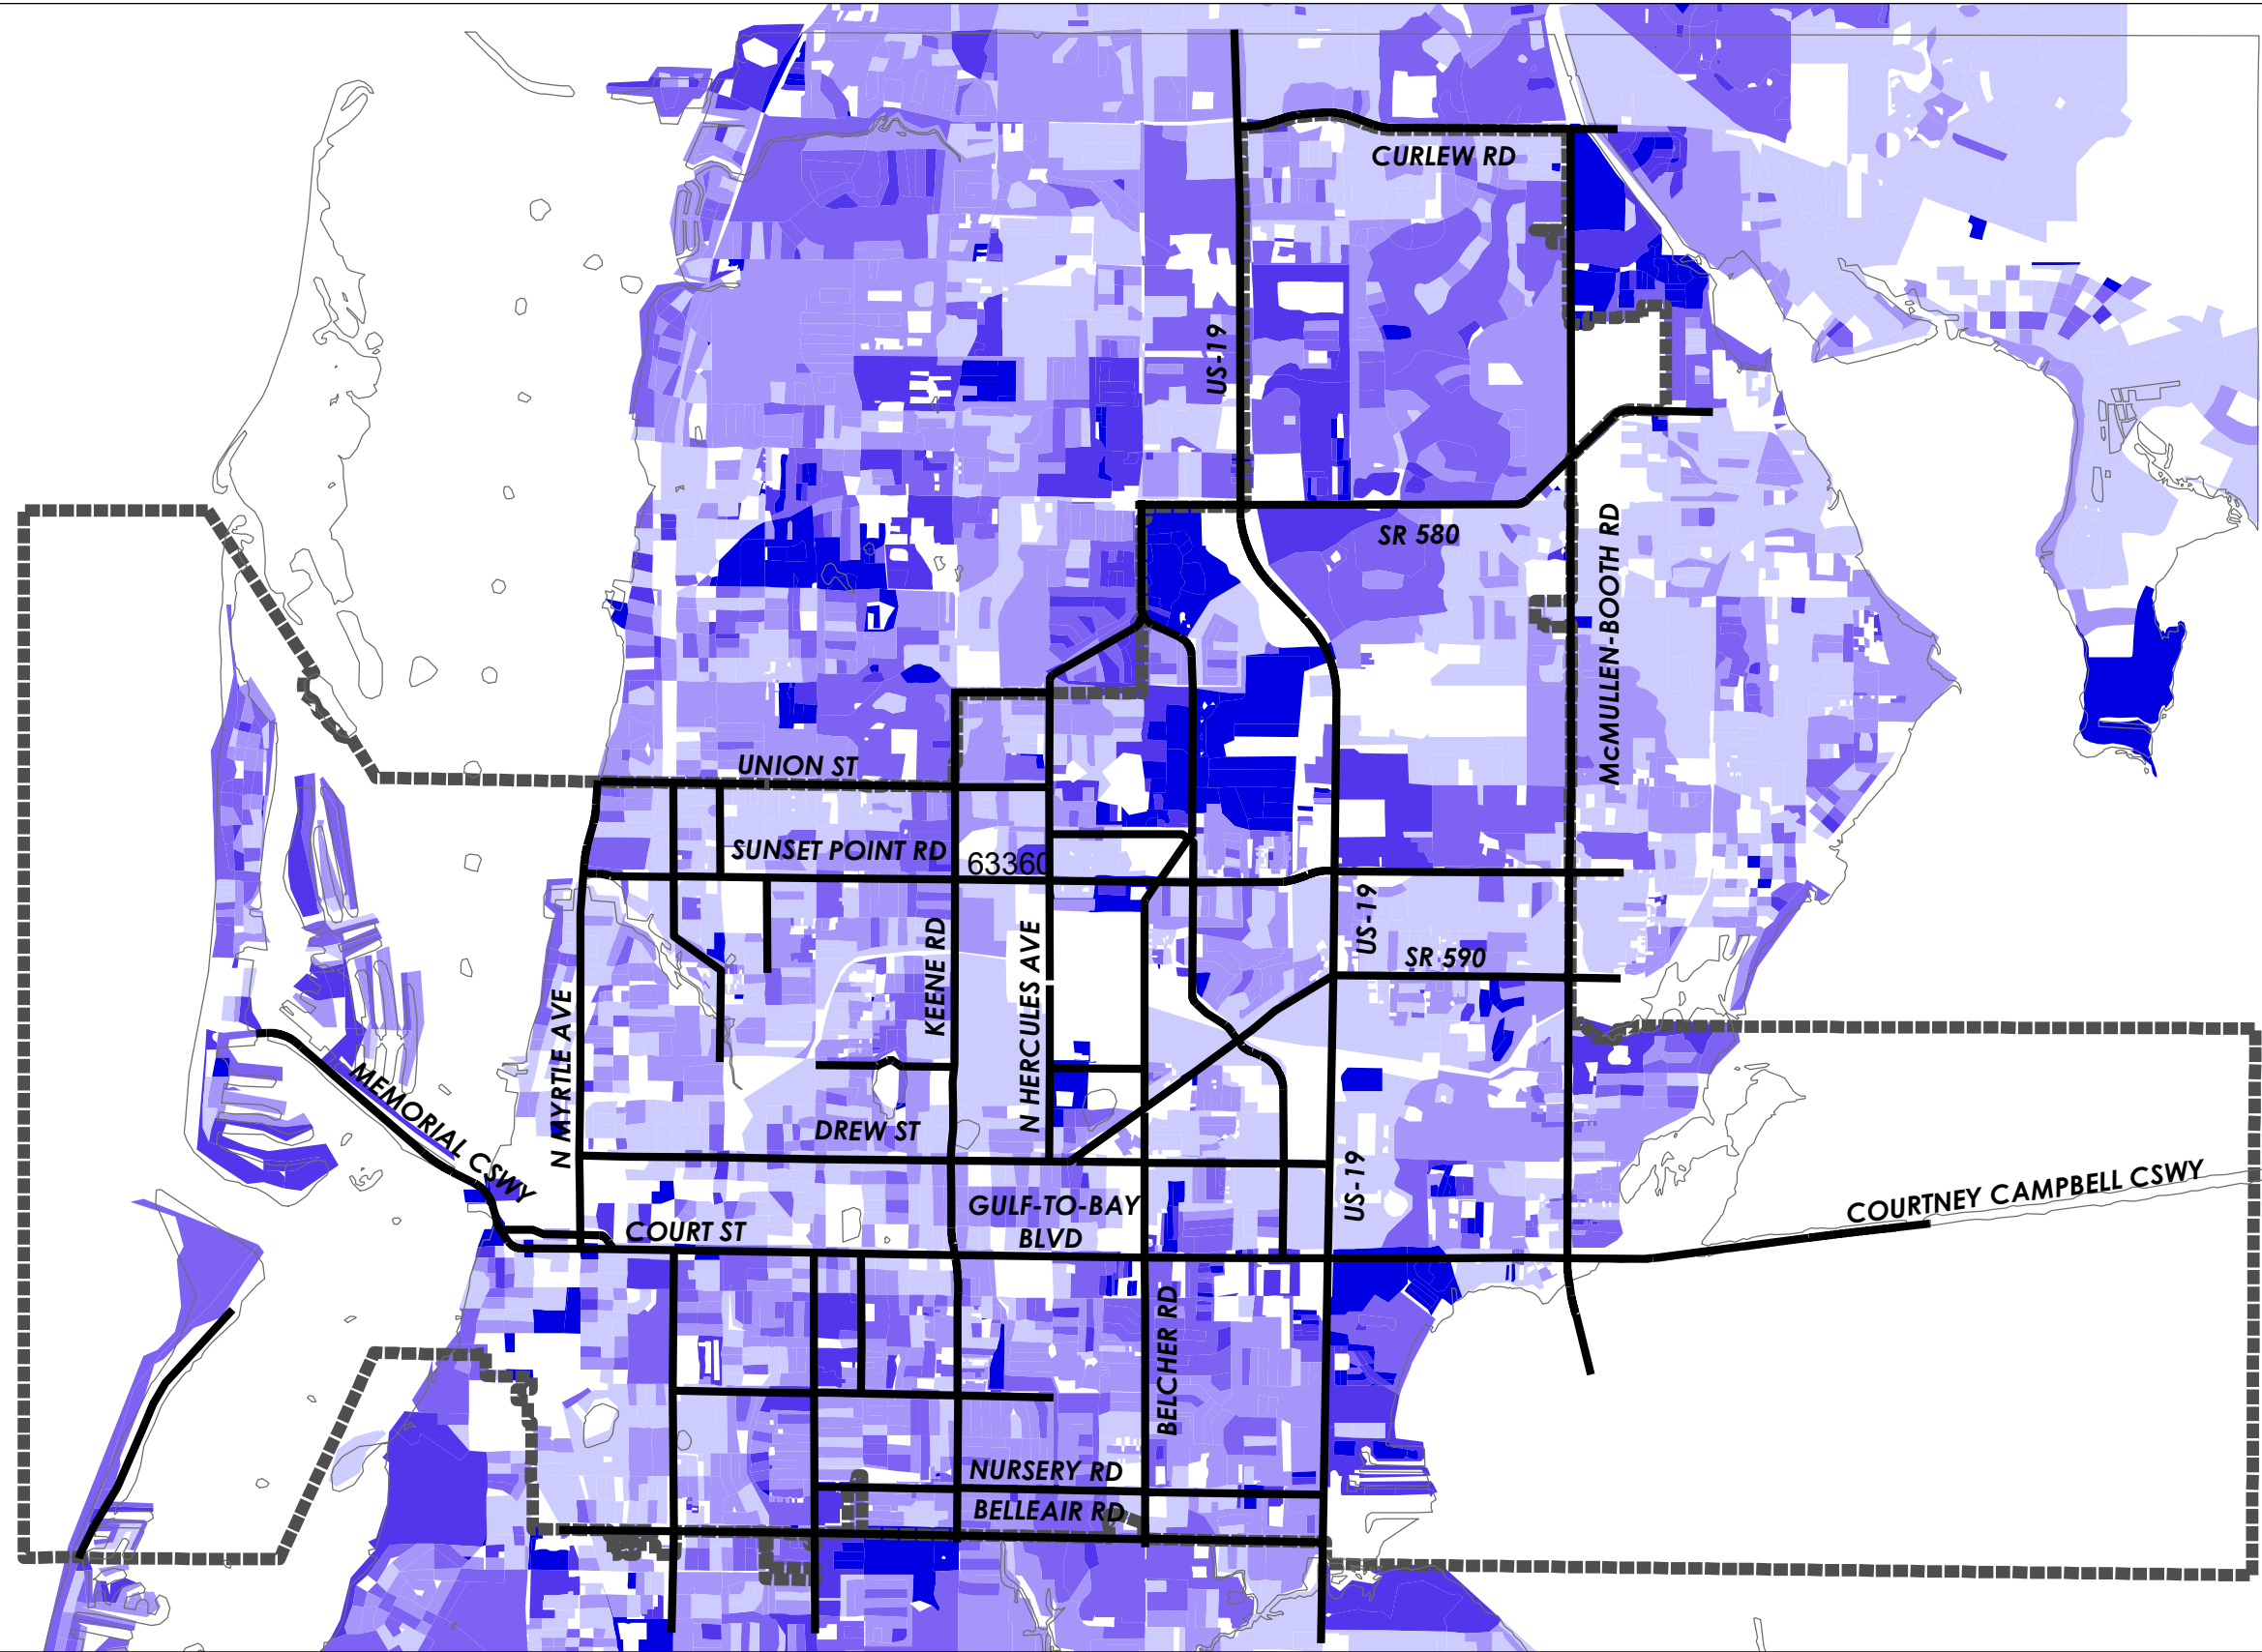 CURLEW RD
US-19
SR 580
McMULLEN-BOOTH RD
UNION ST
SUNSET POINT RD
63360
US-19
KEENE RD
N HERCULES AVE
SR 590
N MYRTLE AVE
MEMORIAL CSWY
DREW ST
US-19
GULF-TO-BAY
BLVD
COURT ST
COURTNEY CAMPBELL CSWY
BELCHER RD
NURSERY RD
BELLEAIR RD